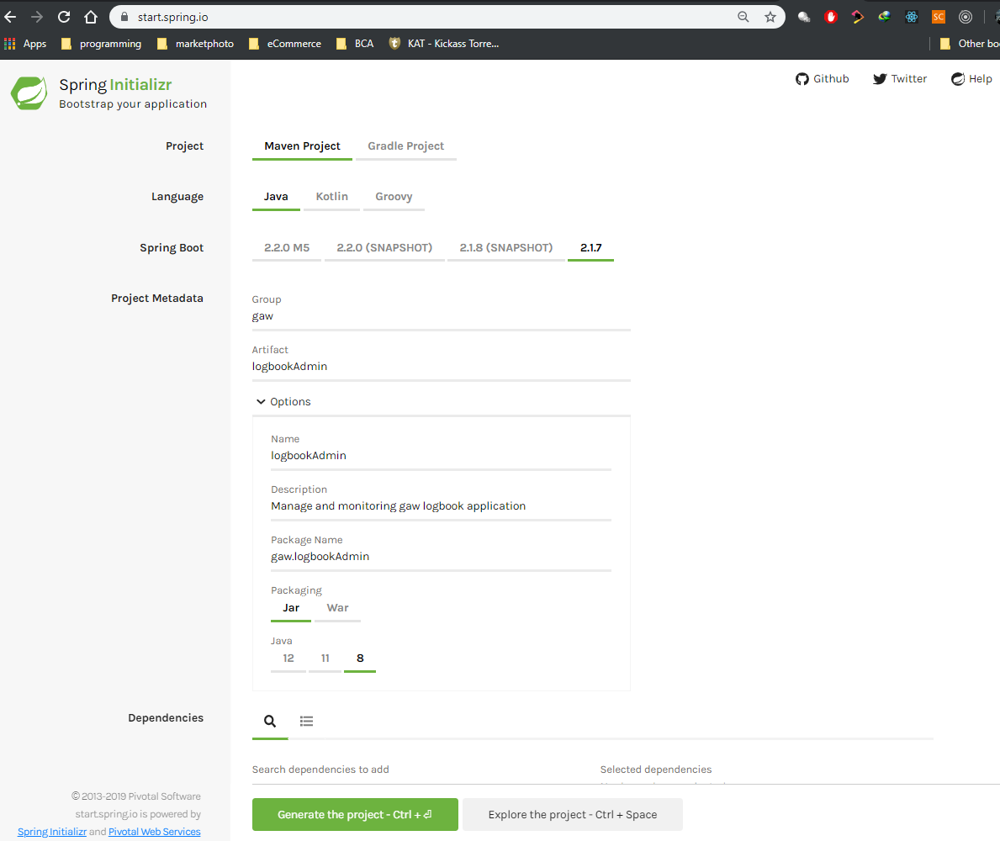 start.spring.io
SC
Apps programming marketphoto eCommerce BCA KAT - Kickass Torre... Other boo
Spring Initializr
Bootstrap your application
Github Twitter Help
Project
Maven Project Gradle Project
Language
Java Kotlin Groovy
Spring Boot
2.2.0 M5 2.2.0 (SNAPSHOT) 2.1.8 (SNAPSHOT) 2.1.7
Project Metadata
Group
gaw
Artifact
logbookAdmin
Options
Name
logbookAdmin
Description
Manage and monitoring gaw logbook application
Package Name
gaw.logbookAdmin
Packaging
Jar War
Java
12 11 8
Dependencies
Search dependencies to add Selected dependencies
© 2013-2019 Pivotal Software
start.spring.io is powered by
Spring Initializr and Pivotal Web Services
Generate the project - Ctrl + ⏎ Explore the project - Ctrl + Space